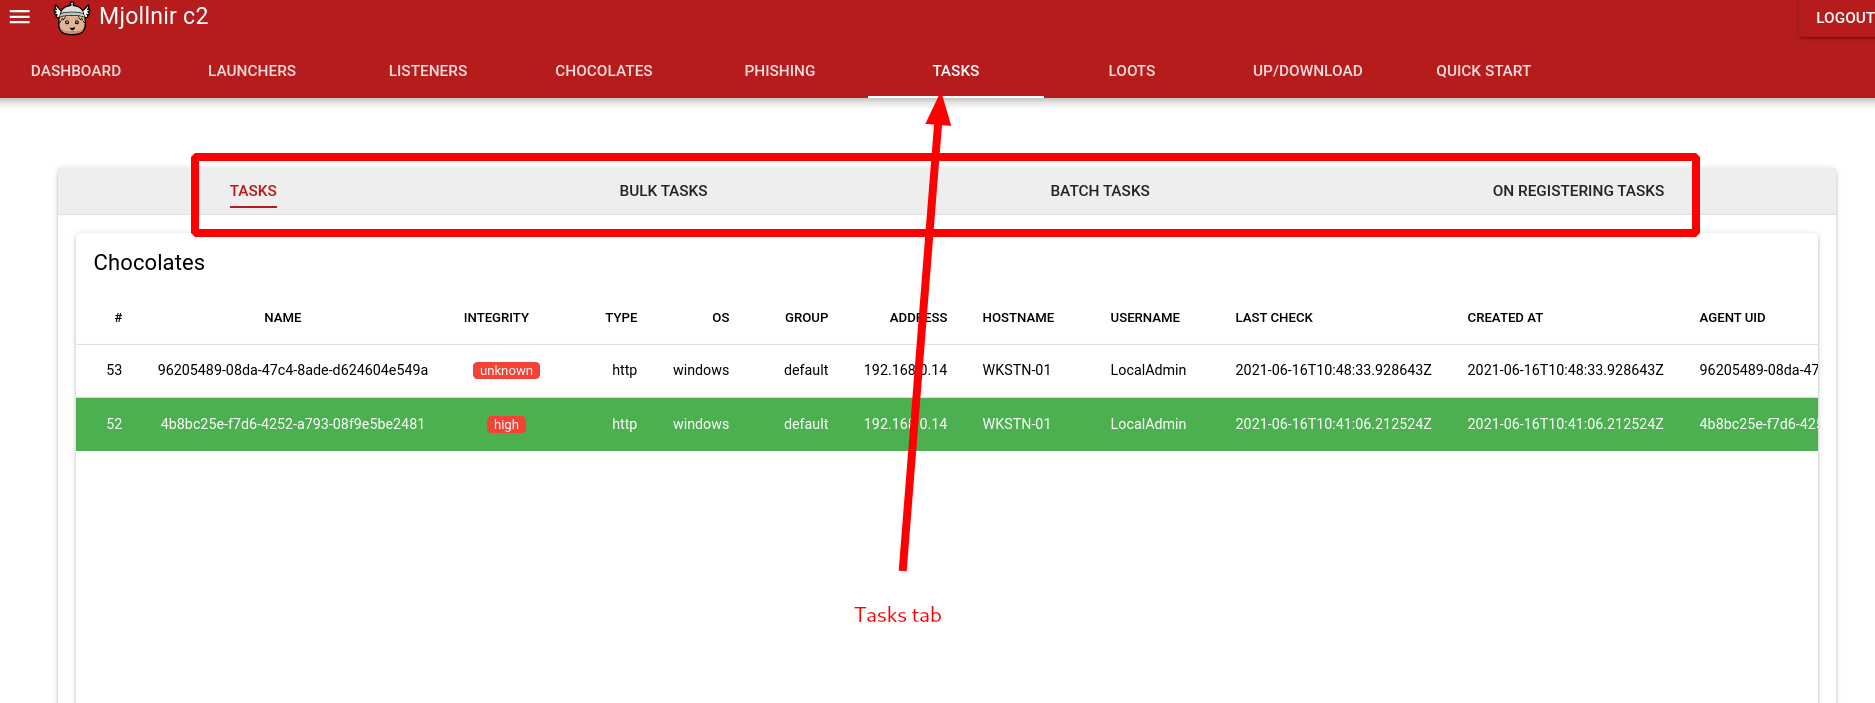 Mjollnir c2
LOGOUT
DASHBOARD LAUNCHERS LISTENERS CHOCOLATES PHISHING TASKS LOOTS UP/DOWNLOAD QUICK START
TASKS BULK TASKS BATCH TASKS ON REGISTERING TASKS
Chocolates
# NAME INTEGRITY TYPE OS GROUP ADDRESS HOSTNAME USERNAME LAST CHECK CREATED AT AGENT UID
53 96205489-08da-47c4-8ade-d624604e549a unknown http windows default 192.168.0.14 WKSTN-01 LocalAdmin 2021-06-16T10:48:33.928643Z 2021-06-16T10:48:33.928643Z 96205489-08da-47
52 4b8bc25e-f7d6-4252-a793-08f9e5be2481 high http windows default 192.168.0.14 WKSTN-01 LocalAdmin 2021-06-16T10:41:06.212524Z 2021-06-16T10:41:06.212524Z 4b8bc25e-f7d6-425
Tasks tab